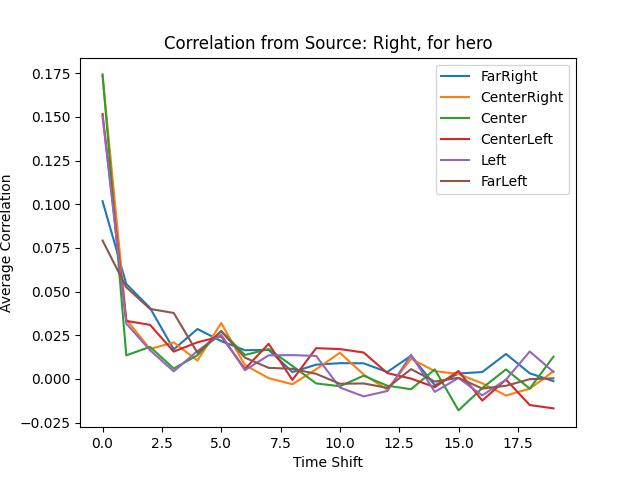 Correlation from Source: Right, for hero
Average Correlation
0.175
0.150
0.125
0.100
0.075
0.050
0.025
0.000
−0.025
FarRight
CenterRight
Center
CenterLeft
Left
FarLeft
0.0 2.5 5.0 7.5 10.0 12.5 15.0 17.5
Time Shift